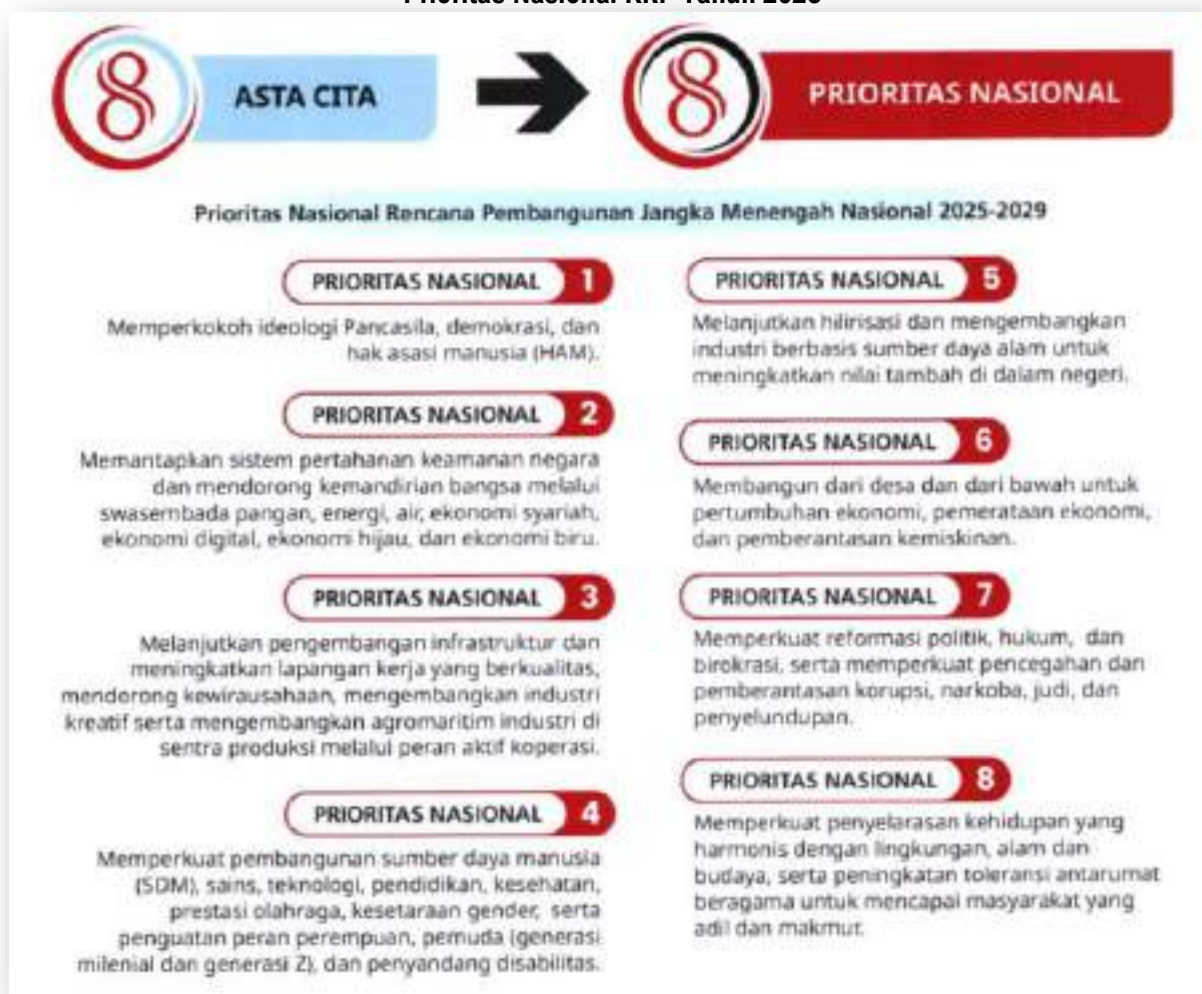 Prioritas Nasional RKP Tahun
8
ASTA CITA
8
PRIORITAS NASIONAL
Prioritas Nasional Rencana Pembangunan Jangka Menengah Nasional 2025-2029
PRIORITAS NASIONAL 1
Memperkokoh ideologi Pancasila, demokrasi, dan
hak asasi manusia (HAM).
PRIORITAS NASIONAL 2
Memantapkan sistem pertahanan keamanan negara
dan mendorong kemandirian bangsa melalui
swasembada pangan, energi, air, ekonomi syariah,
ekonomi digital, ekonomi hijau, dan ekonomi biru.
PRIORITAS NASIONAL 3
Melanjutkan pengembangan infrastruktur dan
meningkatkan lapangan kerja yang berkualitas,
mendorong kewirausahaan, mengembangkan industri
kreatif serta mengembangkan agromaritim industri di
sentra produksi melalui peran aktif koperasi.
PRIORITAS NASIONAL 4
Memperkuat pembangunan sumber daya manusia
(SDM), sains, teknologi, pendidikan, kesehatan,
prestasi olahraga, kesetaraan gender, serta
penguatan peran perempuan, pemuda (generasi
milenial dan generasi Z), dan penyandang disabilitas.
PRIORITAS NASIONAL 5
Melanjutkan hilirisasi dan mengembangkan
industri berbasis sumber daya alam untuk
meningkatkan nilai tambah di dalam negeri.
PRIORITAS NASIONAL 6
Membangun dari desa dan dari bawah untuk
pertumbuhan ekonomi, pemerataan ekonomi,
dan pemberantasan kemiskinan.
PRIORITAS NASIONAL 7
Memperkuat reformasi politik, hukum, dan
birokrasi, serta memperkuat pencegahan dan
pemberantasan korupsi, narkoba, judi, dan
penyelundupan.
PRIORITAS NASIONAL 8
Memperkuat penyelarasan kehidupan yang
harmonis dengan lingkungan, alam dan
budaya, serta peningkatan toleransi antarumat
beragama untuk mencapai masyarakat yang
adil dan makmur.